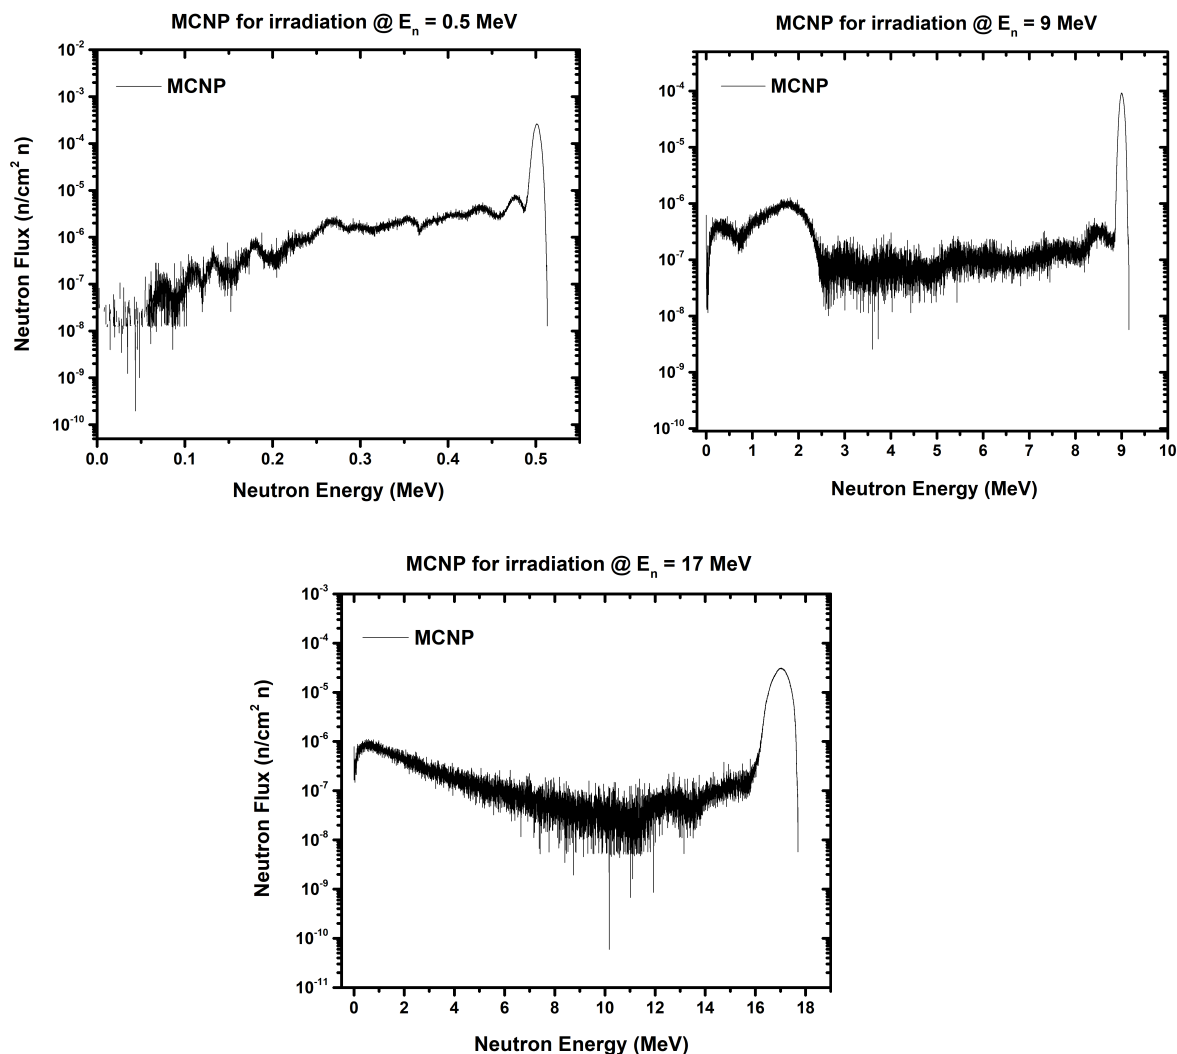 MCNP for irradiation @ Eₙ = 0.5 MeV
10⁻²
MCNP
10⁻³
10⁻⁴
10⁻⁵
10⁻⁶
10⁻⁷
10⁻⁸
10⁻⁹
10⁻¹⁰
Neutron Flux (n/cm² n)
0.0 0.1 0.2 0.3 0.4 0.5
Neutron Energy (MeV)
MCNP for irradiation @ Eₙ = 9 MeV
MCNP
10⁻⁴
10⁻⁵
10⁻⁶
10⁻⁷
10⁻⁸
10⁻⁹
10⁻¹⁰
Neutron Flux (n/cm² n)
0 1 2 3 4 5 6 7 8 9 10
Neutron Energy (MeV)
MCNP for irradiation @ Eₙ = 17 MeV
10⁻³
MCNP
10⁻⁴
10⁻⁵
10⁻⁶
10⁻⁷
10⁻⁸
10⁻⁹
10⁻¹⁰
10⁻¹¹
Neutron Flux (n/cm² n)
0 2 4 6 8 10 12 14 16 18
Neutron Energy (MeV)